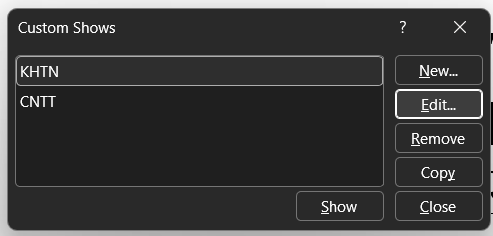 Custom Shows ?
KHTN
CNTT
New...
Edit...
Remove
Copy
Show
Close